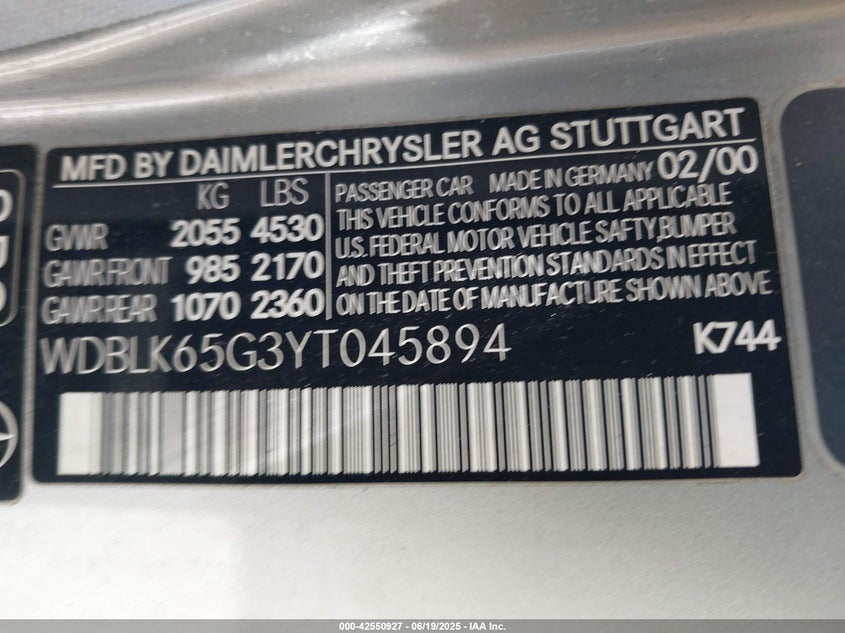 MFD BY DAIMLERCHRYSLER AG STUTTGART
KG LBS
GVWR 2055 4530
GAWR.FRONT 985 2170
GAWR.REAR 1070 2360
PASSENGER CAR MADE IN GERMANY 02/00
THIS VEHICLE CONFORMS TO ALL APPLICABLE
U.S. FEDERAL MOTOR VEHICLE SAFTY,BUMPER
AND THEFT PREVENTION STANDARDS IN EFFECT
ON THE DATE OF MANUFACTURE SHOWN ABOVE
WDBLK65G3YT045894 K744
000-42550927 - 06/19/2025 - IAA Inc.